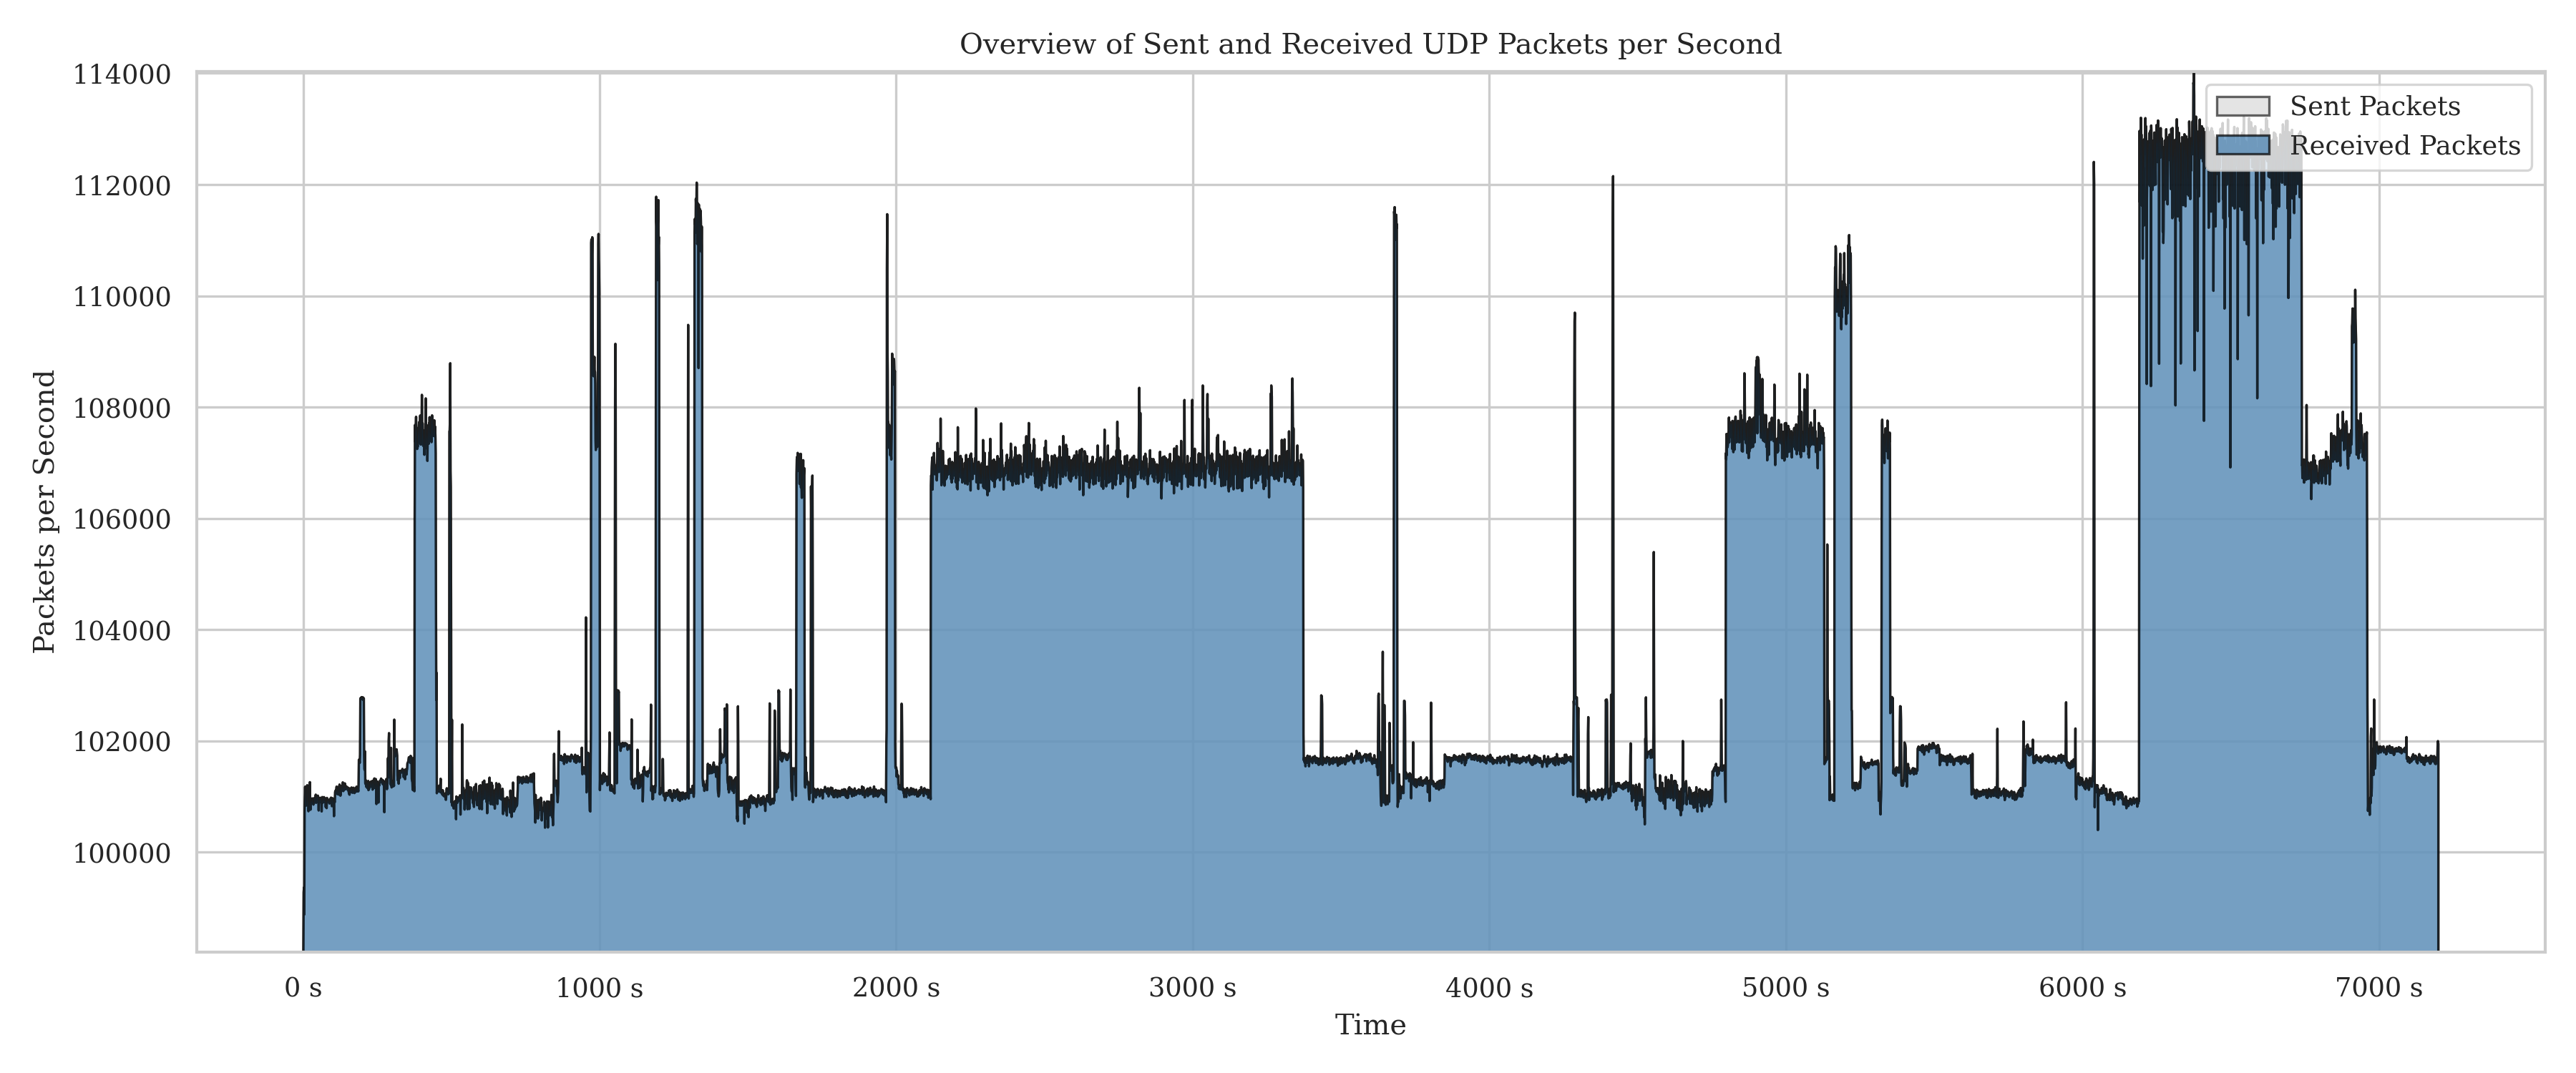 Overview of Sent and Received UDP Packets per Second
114000
112000
110000
108000
106000
104000
102000
100000
Packets per Second
Sent Packets
Received Packets
0 s
1000 s
2000 s
3000 s
4000 s
5000 s
6000 s
7000 s
Time